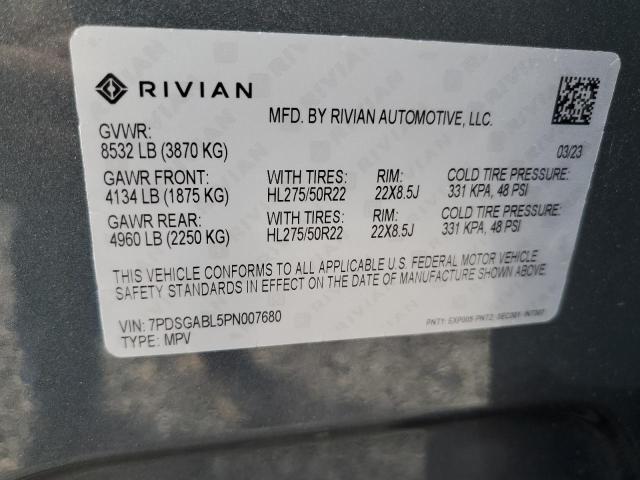 RIVIAN
MFD. BY RIVIAN AUTOMOTIVE, LLC.
GVWR:
8532 LB (3870 KG)
03/23
GAWR FRONT: WITH TIRES: RIM: COLD TIRE PRESSURE:
4134 LB (1875 KG) HL275/50R22 22X8.5J 331 KPA, 48 PSI
GAWR REAR: WITH TIRES: RIM: COLD TIRE PRESSURE:
4960 LB (2250 KG) HL275/50R22 22X8.5J 331 KPA, 48 PSI
THIS VEHICLE CONFORMS TO ALL APPLICABLE U.S. FEDERAL MOTOR VEHICLE
SAFETY STANDARDS IN EFFECT ON THE DATE OF MANUFACTURE SHOWN ABOVE.
VIN: 7PDSGABL5PN007680
TYPE: MPV
PNT1: EXP005 PNT2: